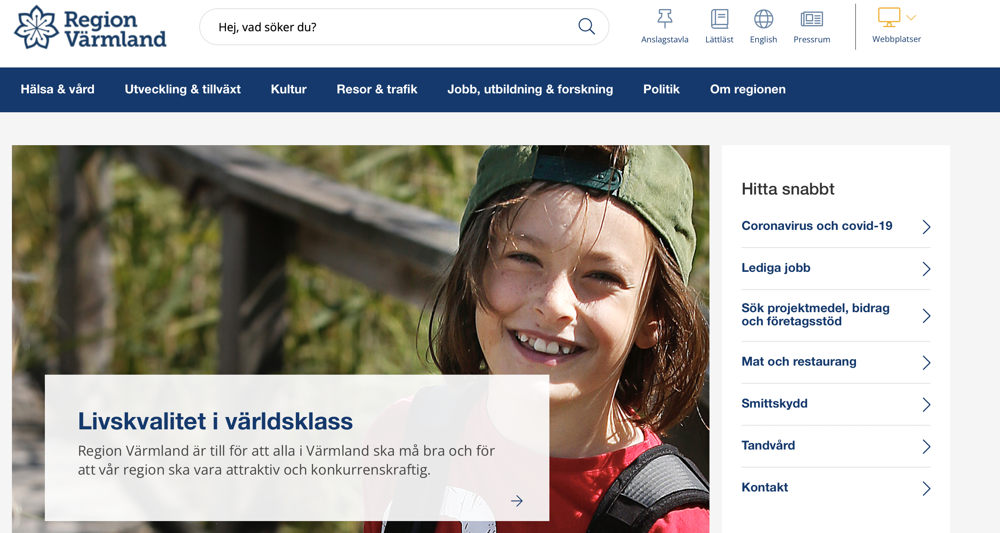 Region
Värmland
Hej, vad söker du?
Anslagstavla
Lättläst
English
Pressrum
Webbplatser
Hälsa & vård
Utveckling & tillväxt
Kultur
Resor & trafik
Jobb, utbildning & forskning
Politik
Om regionen
Livskvalitet i världsklass
Region Värmland är till för att alla i Värmland ska må bra och för
att vår region ska vara attraktiv och konkurrenskraftig.
Hitta snabbt
Coronavirus och covid-19
Lediga jobb
Sök projektmedel, bidrag
och företagsstöd
Mat och restaurang
Smittskydd
Tandvård
Kontakt